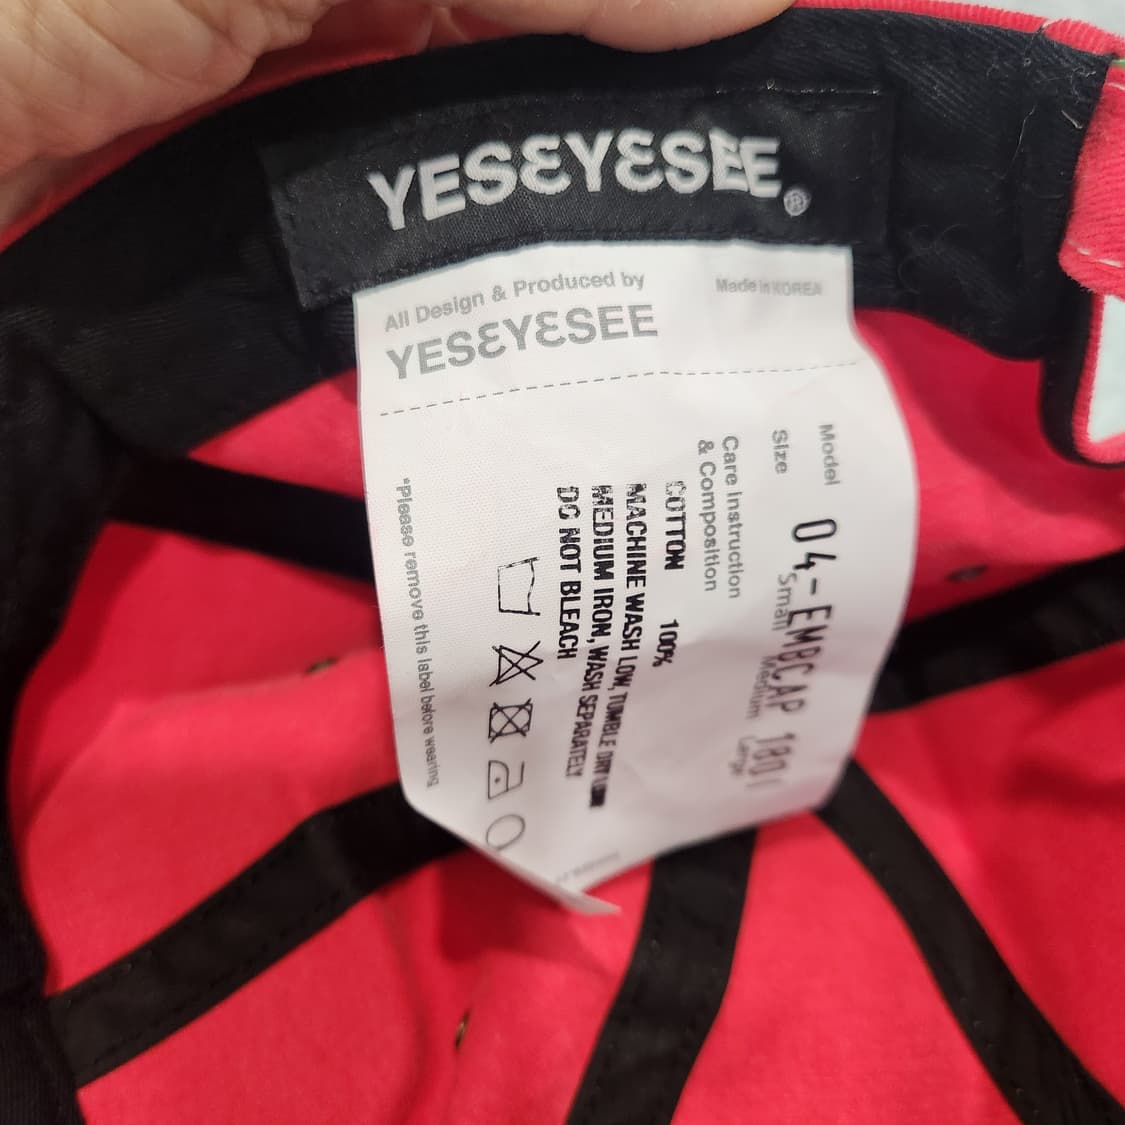 YESEYESEE®
All Design & Produced by
Made in KOREA
YESEYESEE
Model 04-EMBCAP
Size Small Medium Large
Care Instruction
& Composition
COTTON 100%
MACHINE WASH LOW, TUMBLE DRY LOW
MEDIUM IRON, WASH SEPARATELY
DO NOT BLEACH
*Please remove this label before wearing